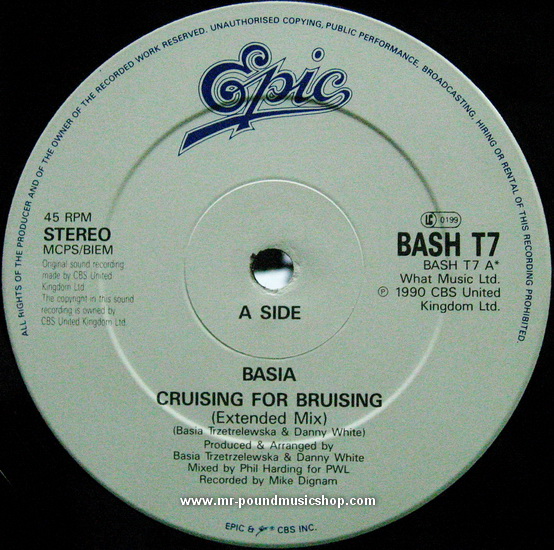 ALL RIGHTS OF THE PRODUCER AND OF THE OWNER OF THE RECORDED WORK RESERVED. UNAUTHORISED COPYING, PUBLIC PERFORMANCE, BROADCASTING, HIRING OR RENTAL OF THIS RECORDING PROHIBITED.
Epic
45 RPM
STEREO
MCPS/BIEM
Original sound recording
made by CBS United
Kingdom Ltd
The copyright in this sound
recording is owned by
CBS United Kingdom Ltd.
LC 0199
BASH T7
BASH T7 A*
What Music Ltd.
℗ 1990 CBS United
Kingdom Ltd.
A SIDE
BASIA
CRUISING FOR BRUISING
(Extended Mix)
(Basia Trzetrelewska & Danny White)
Produced & Arranged by
Basia Trzetrzelewska & Danny White
Mixed by Phil Harding for PWL
Recorded by Mike Dignam
www.mr-poundmusicshop.com
EPIC & CBS INC.